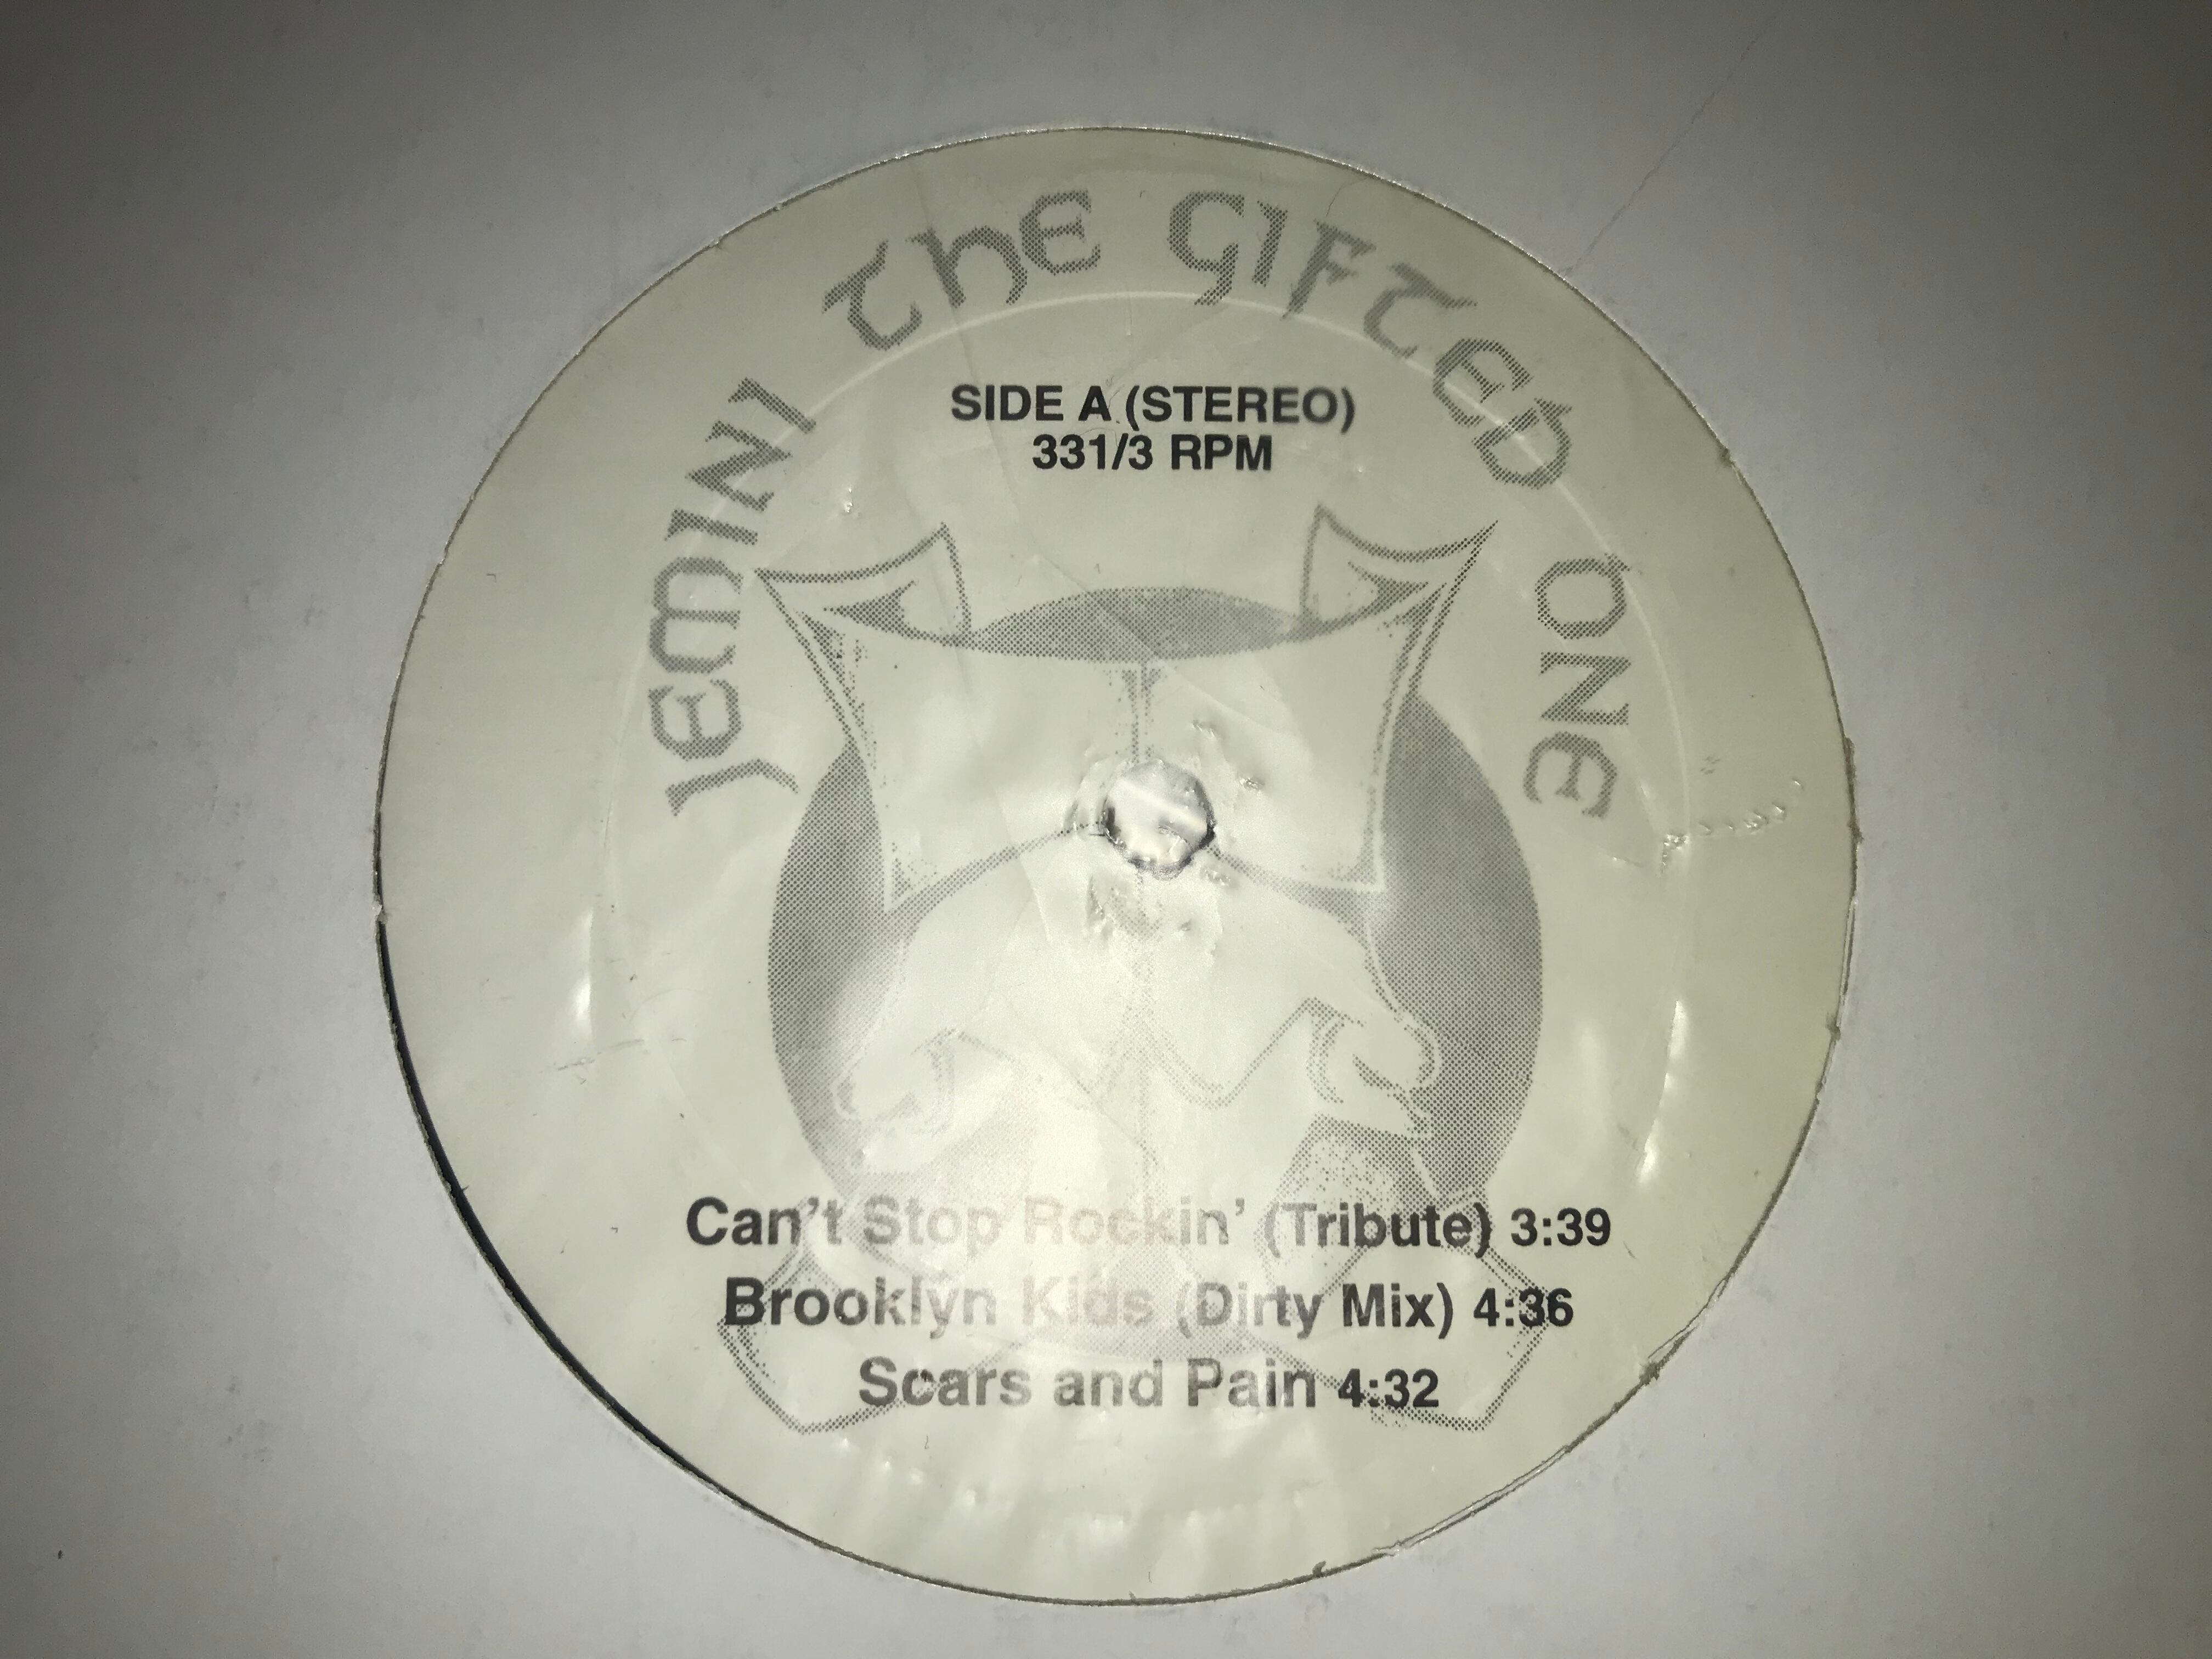 JEMINI THE GIFTED ONE
SIDE A (STEREO)
331/3 RPM
Can't Stop Rockin' (Tribute) 3:39
Brooklyn Kids (Dirty Mix) 4:36
Scars and Pain 4:32